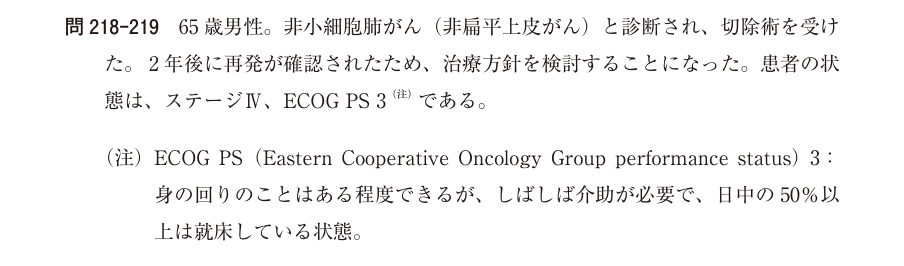 問 218-219　65 歳男性。非小細胞肺がん（非扁平上皮がん）と診断され、切除術を受け
た。2 年後に再発が確認されたため、治療方針を検討することになった。患者の状
態は、ステージⅣ、ECOG PS 3（注）である。
（注）ECOG PS（Eastern Cooperative Oncology Group performance status）3：
身の回りのことはある程度できるが、しばしば介助が必要で、日中の 50％以
上は就床している状態。